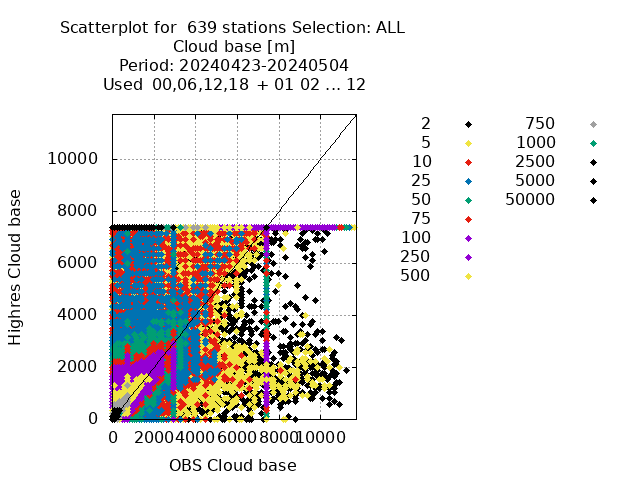 Scatterplot for  639 stations Selection: ALL
Cloud base [m]
Period: 20240423-20240504
Used  00,06,12,18 + 01 02 ... 12
Highres Cloud base
10000
8000
6000
4000
2000
0
0 2000 4000 6000 8000 10000
OBS Cloud base
2
5
10
25
50
75
100
250
500
750
1000
2500
5000
50000